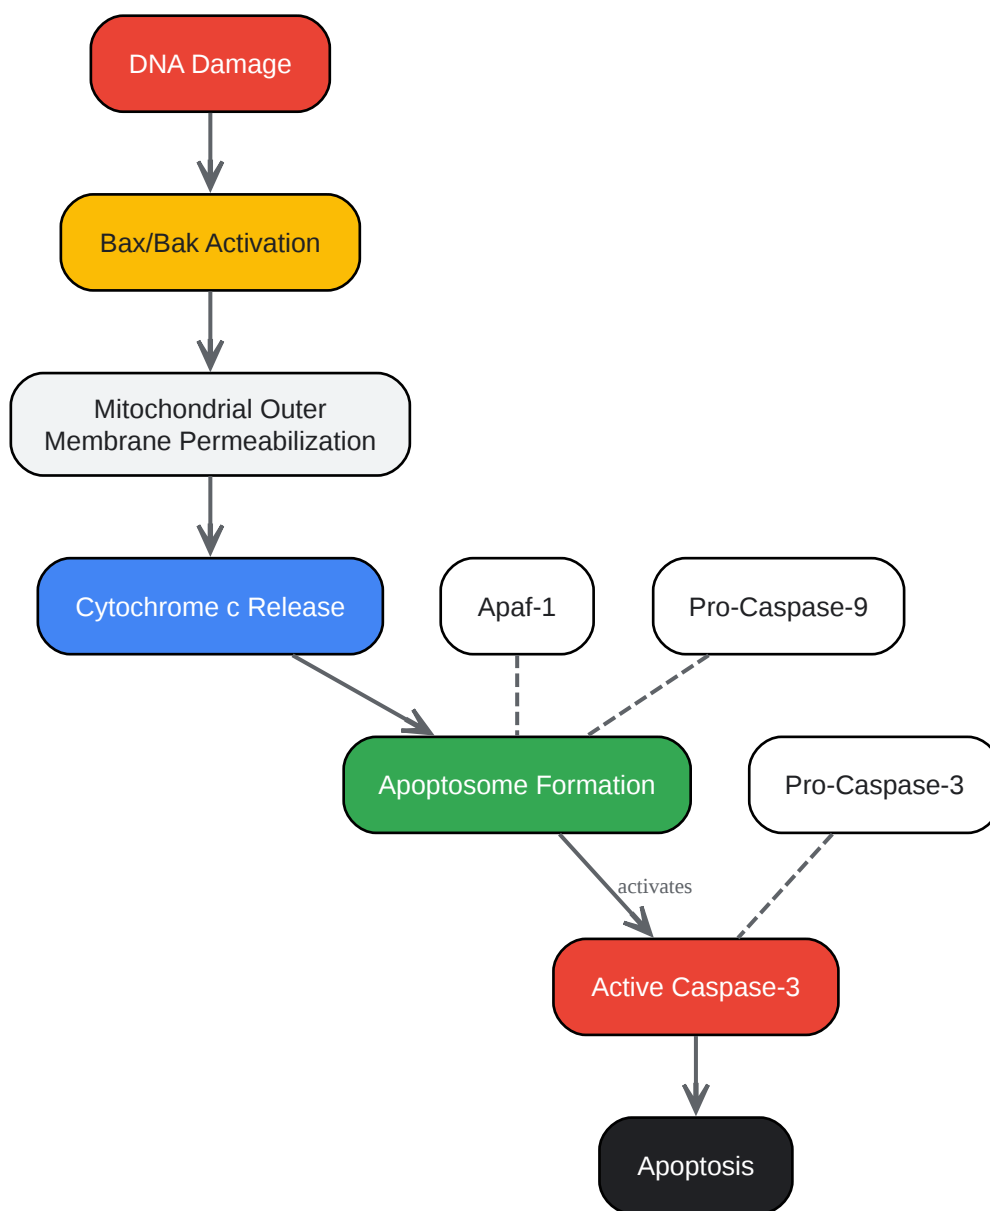 DNA Damage
Bax/Bak Activation
Mitochondrial Outer
Membrane Permeabilization
Cytochrome c Release
Apaf-1
Pro-Caspase-9
Apoptosome Formation
Pro-Caspase-3
activates
Active Caspase-3
Apoptosis